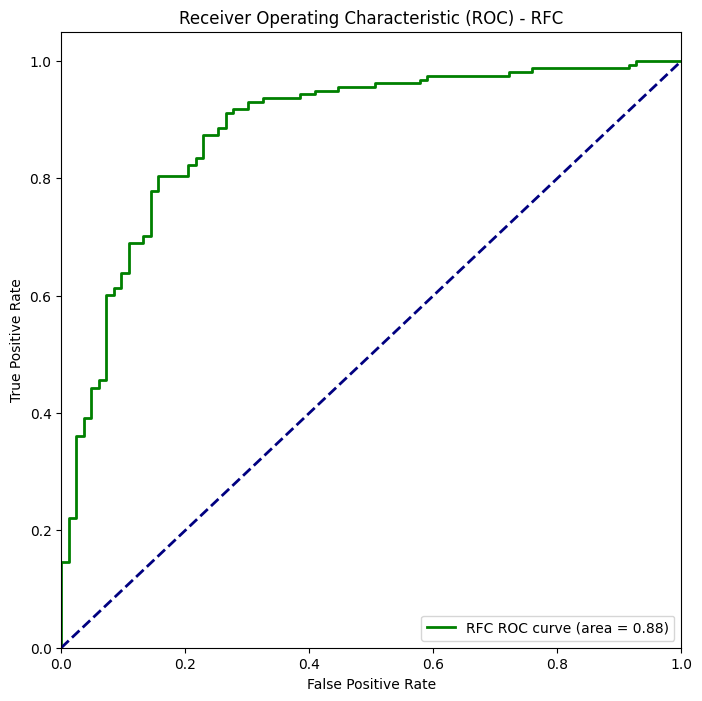 Receiver Operating Characteristic (ROC) - RFC
1.0
0.8
0.6
0.4
0.2
0.0
True Positive Rate
RFC ROC curve (area = 0.88)
0.0 0.2 0.4 0.6 0.8 1.0
False Positive Rate